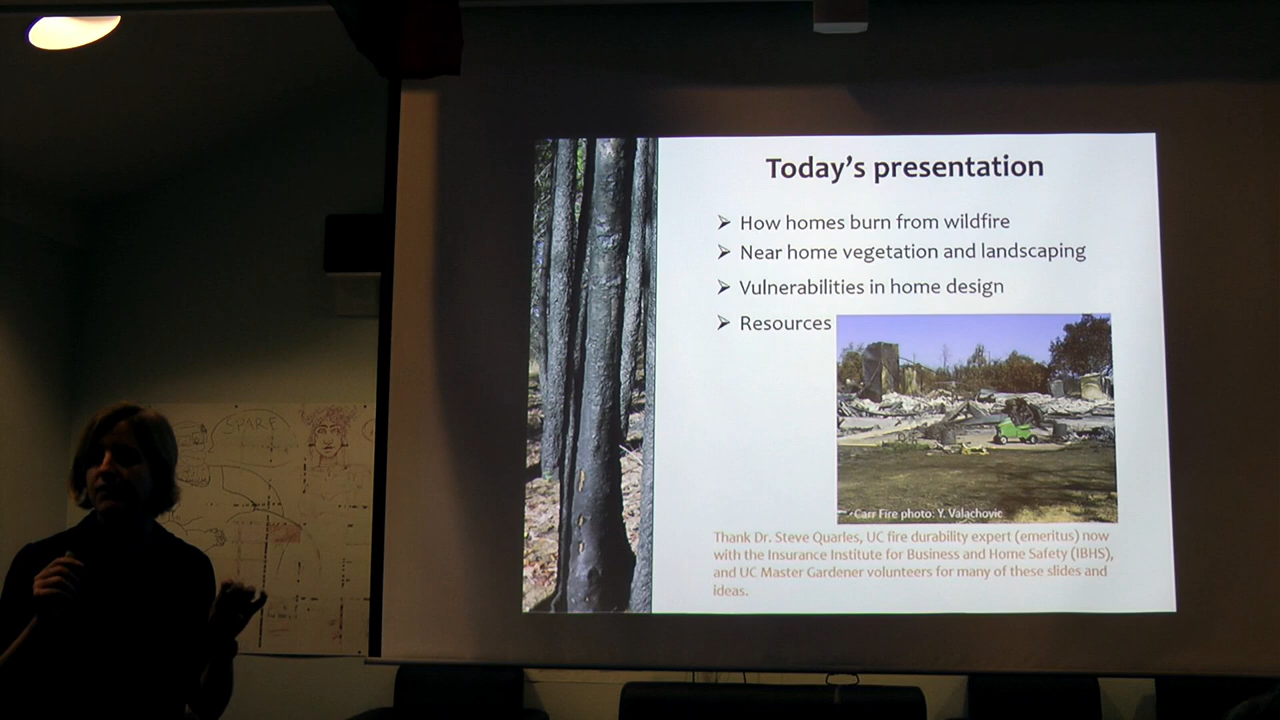 Today's presentation
➢ How homes burn from wildfire
➢ Near home vegetation and landscaping
➢ Vulnerabilities in home design
➢ Resources
Carr Fire photo: Y. Valachovic
Thank Dr. Steve Quarles, UC fire durability expert (emeritus) now
with the Insurance Institute for Business and Home Safety (IBHS),
and UC Master Gardener volunteers for many of these slides and
ideas.
SPARE